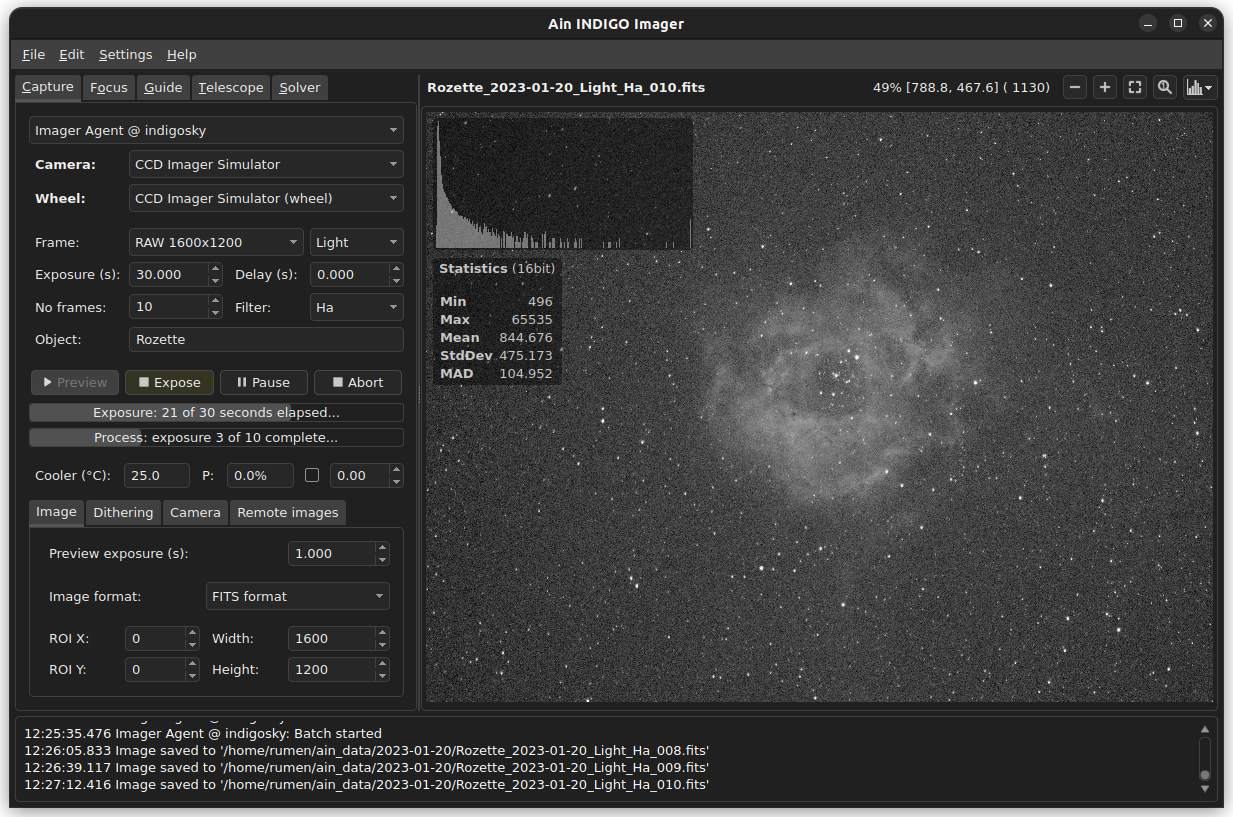 Ain INDIGO Imager
File Edit Settings Help
Capture Focus Guide Telescope Solver
Rozette_2023-01-20_Light_Ha_010.fits 49% [788.8, 467.6] ( 1130)
Imager Agent @ indigosky
Camera: CCD Imager Simulator
Wheel: CCD Imager Simulator (wheel)
Frame: RAW 1600x1200 Light
Exposure (s): 30.000 Delay (s): 0.000
No frames: 10 Filter: Ha
Object: Rozette
Preview Expose Pause Abort
Exposure: 21 of 30 seconds elapsed...
Process: exposure 3 of 10 complete...
Cooler (°C): 25.0 P: 0.0% 0.00
Image Dithering Camera Remote images
Preview exposure (s): 1.000
Image format: FITS format
ROI X: 0 Width: 1600
ROI Y: 0 Height: 1200
Statistics (16bit)
Min 496
Max 65535
Mean 844.676
StdDev 475.173
MAD 104.952
12:25:35.476 Imager Agent @ indigosky: Batch started
12:26:05.833 Image saved to '/home/rumen/ain_data/2023-01-20/Rozette_2023-01-20_Light_Ha_008.fits'
12:26:39.117 Image saved to '/home/rumen/ain_data/2023-01-20/Rozette_2023-01-20_Light_Ha_009.fits'
12:27:12.416 Image saved to '/home/rumen/ain_data/2023-01-20/Rozette_2023-01-20_Light_Ha_010.fits'